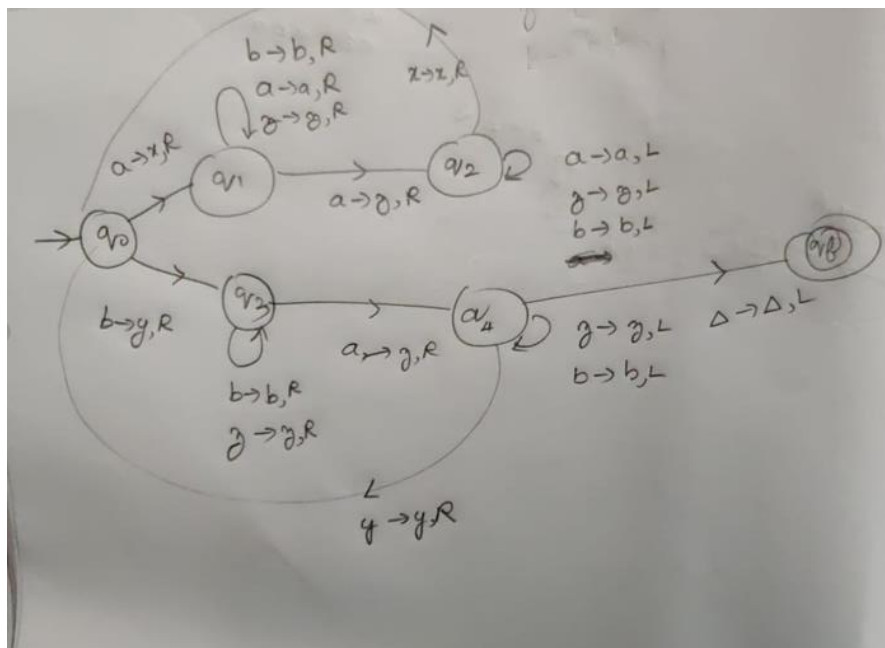 b→b,R
a→a,R
z→z,R
x→x,R
a→x,R
q1
q2
a→a,L
z→z,L
b→b,L
a→z,R
q0
qf
b→y,R
q3
q4
z→z,L
Δ→Δ,L
a→z,R
b→b,L
b→b,R
z→z,R
y→y,R